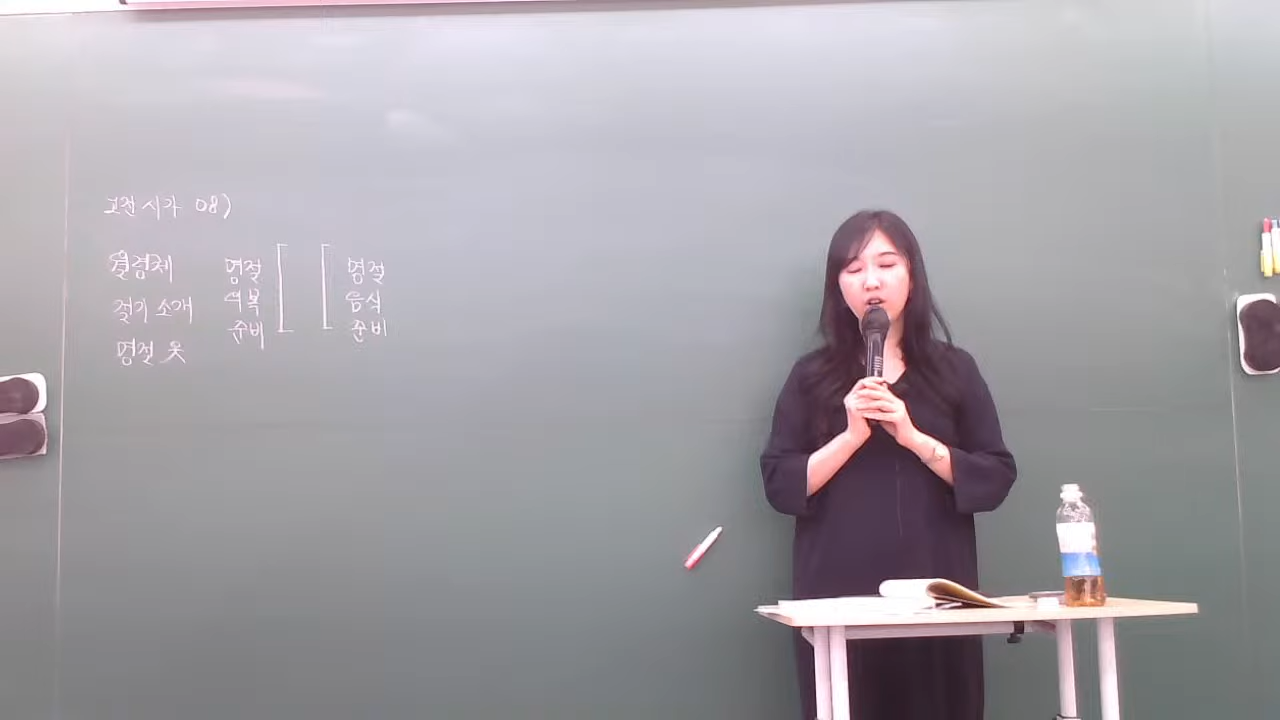 고전시가 08)
월령체
절기 소개
명절 옷
명절
의복
준비
명절
음식
준비